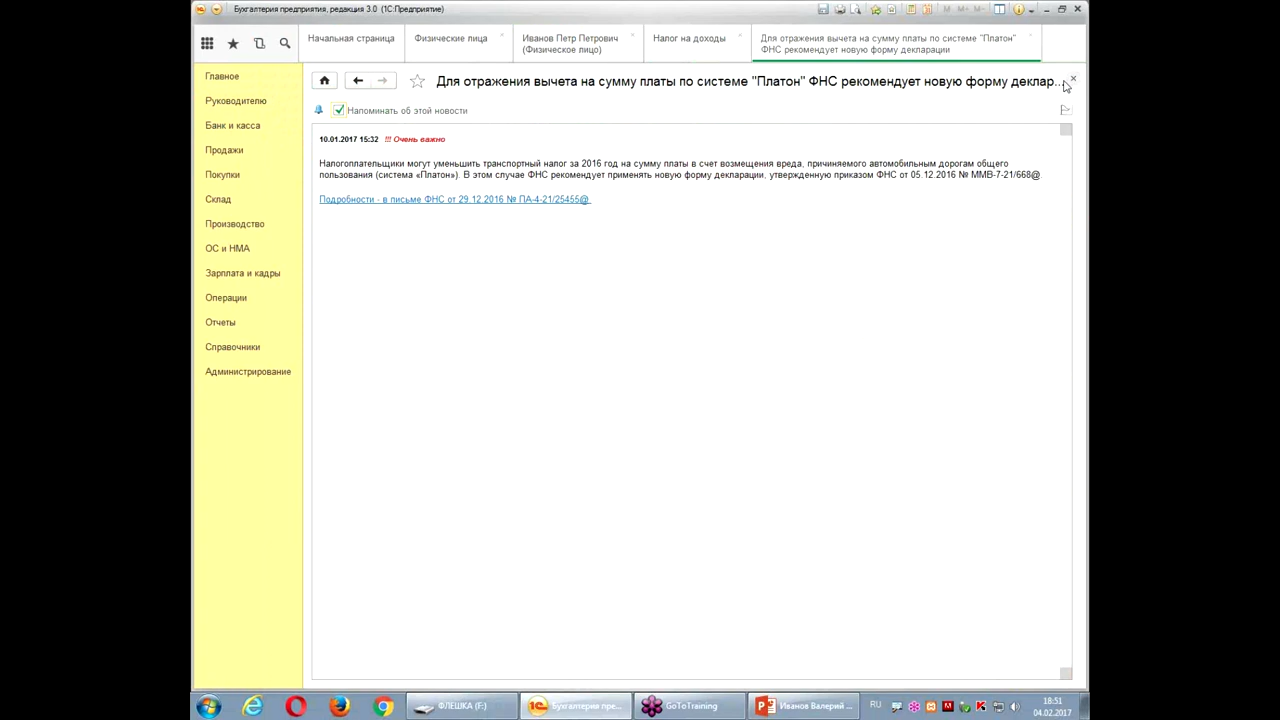 Бухгалтерия предприятия, редакция 3.0 (1С:Предприятие)
M M+ M-
Начальная страница
Физические лица
Иванов Петр Петрович
(Физическое лицо)
Налог на доходы
Для отражения вычета на сумму платы по системе "Платон"
ФНС рекомендует новую форму декларации
Главное
Руководителю
Банк и касса
Продажи
Покупки
Склад
Производство
ОС и НМА
Зарплата и кадры
Операции
Отчеты
Справочники
Администрирование
Для отражения вычета на сумму платы по системе "Платон" ФНС рекомендует новую форму деклар...
Напоминать об этой новости
10.01.2017 15:32 !!! Очень важно
Налогоплательщики могут уменьшить транспортный налог за 2016 год на сумму платы в счет возмещения вреда, причиняемого автомобильным дорогам общего
пользования (система «Платон»). В этом случае ФНС рекомендует применять новую форму декларации, утвержденную приказом ФНС от 05.12.2016 № ММВ-7-21/668@.
Подробности - в письме ФНС от 29.12.2016 № ПА-4-21/25455@.
ФЛЕШКА (F:)
Бухгалтерия пре...
GoToTraining
Иванов Валерий ...
RU
18:51
04.02.2017